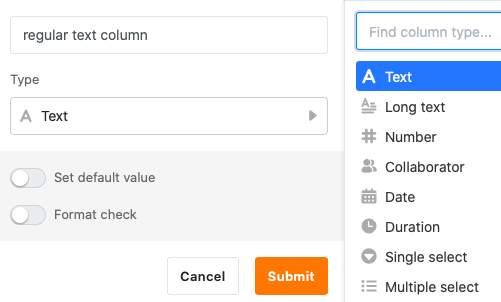 regular text column
Type
Text
Set default value
Format check
Cancel
Submit
Find column type...
Text
Long text
Number
Collaborator
Date
Duration
Single select
Multiple select